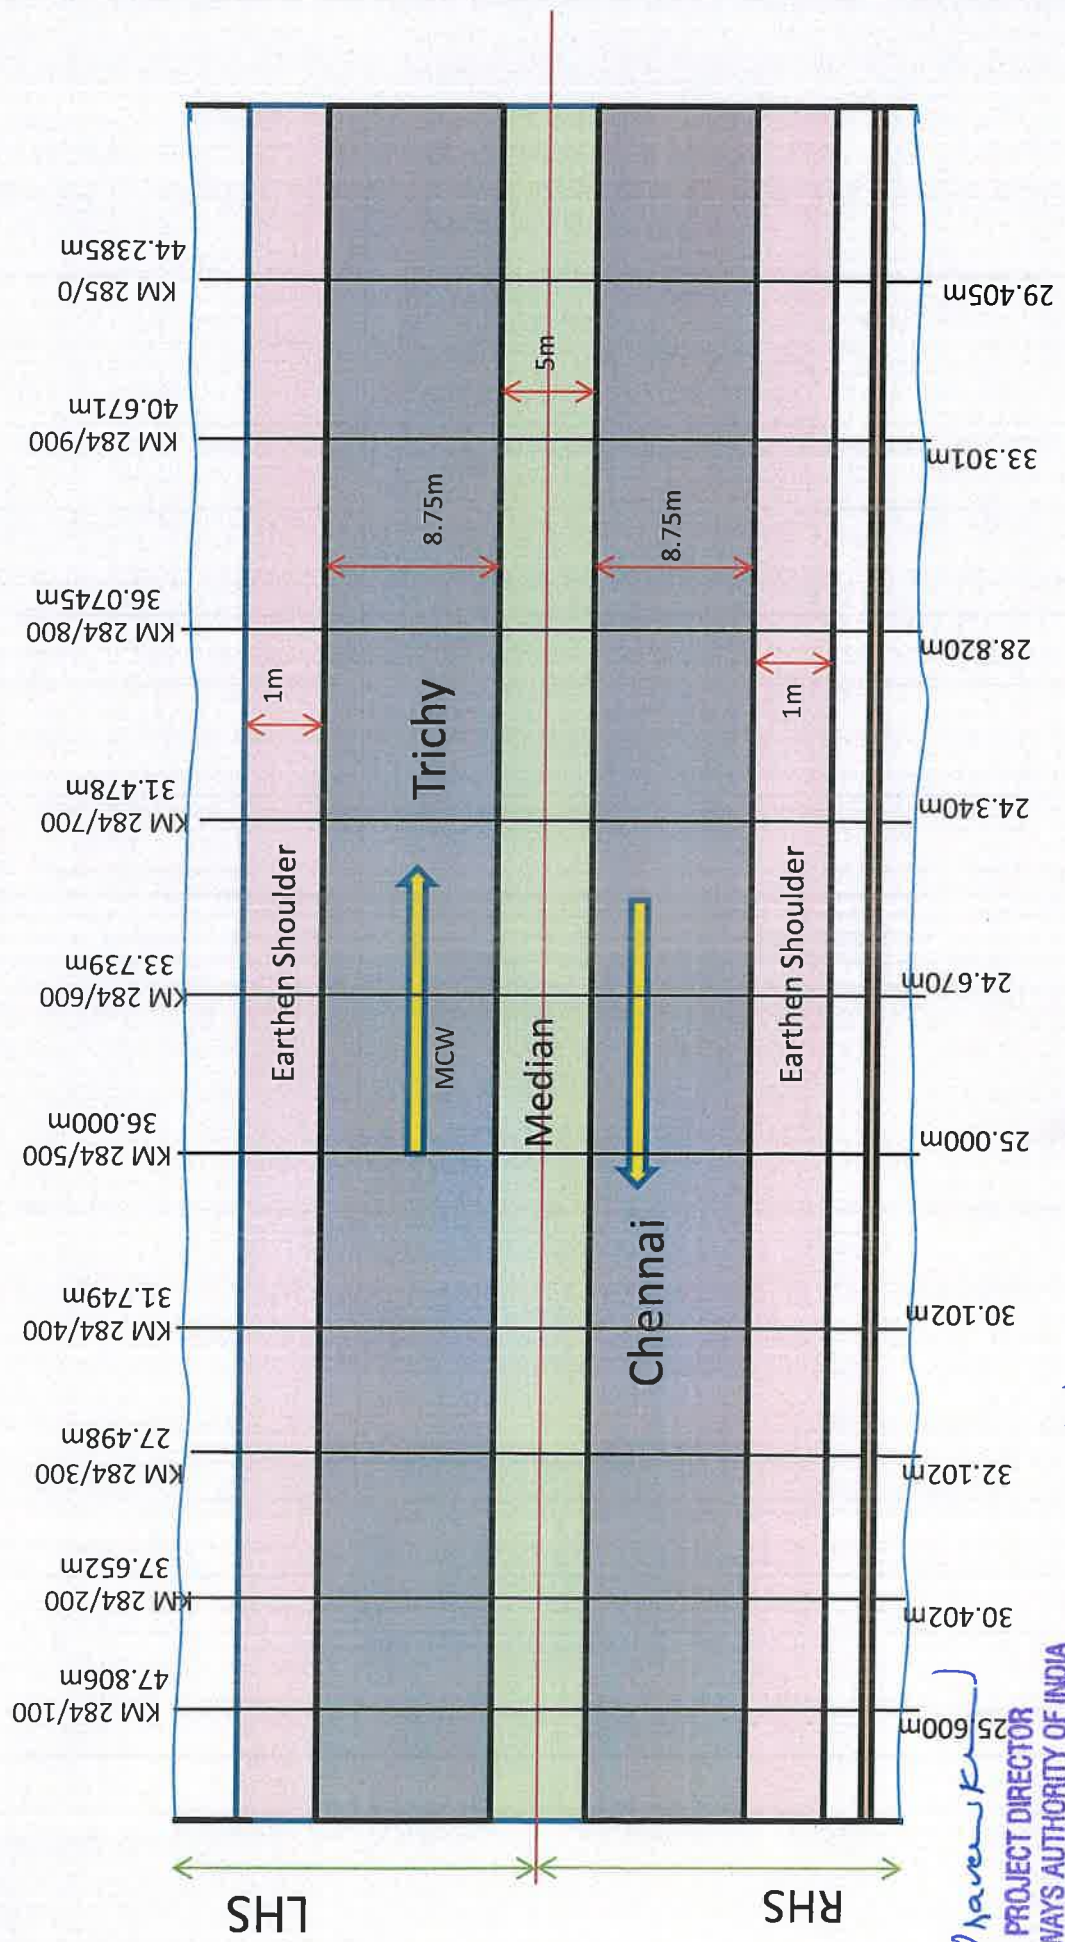 KM 285/0
44.2385m
KM 284/900
40.671m
KM 284/800
36.0745m
KM 284/700
31.478m
KM 284/600
33.739m
KM 284/500
36.000m
KM 284/400
31.749m
KM 284/300
27.498m
KM 284/200
37.652m
KM 284/100
47.806m
1m
Earthen Shoulder
8.75m
Trichy
MCW
5m
Median
8.75m
Chennai
1m
Earthen Shoulder
29.405m
33.301m
28.820m
24.340m
24.670m
25.000m
30.102m
32.102m
30.402m
25.600m
LHS
RHS
PROJECT DIRECTOR
WAYS AUTHORITY OF INDIA